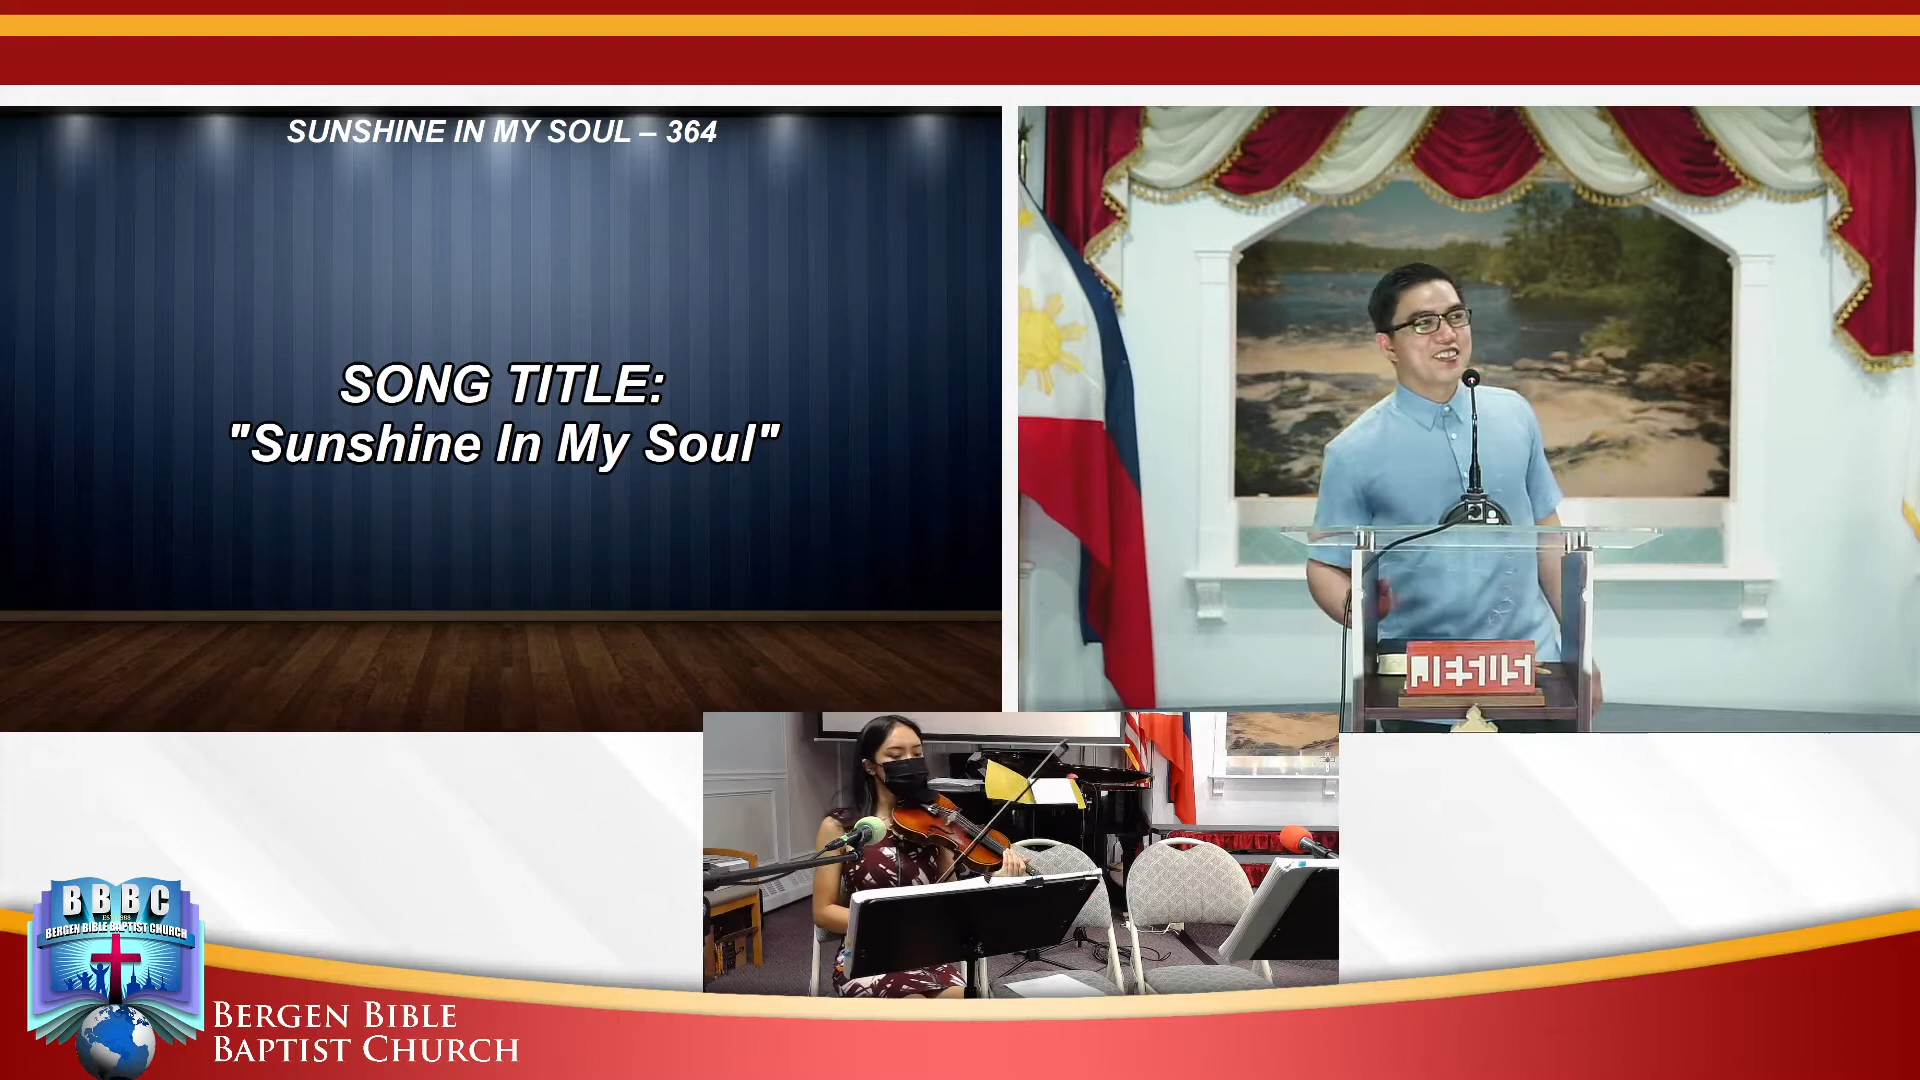 SUNSHINE IN MY SOUL – 364
SONG TITLE:
"Sunshine In My Soul"
B B B C
BERGEN BIBLE BAPTIST CHURCH
BERGEN BIBLE
BAPTIST CHURCH